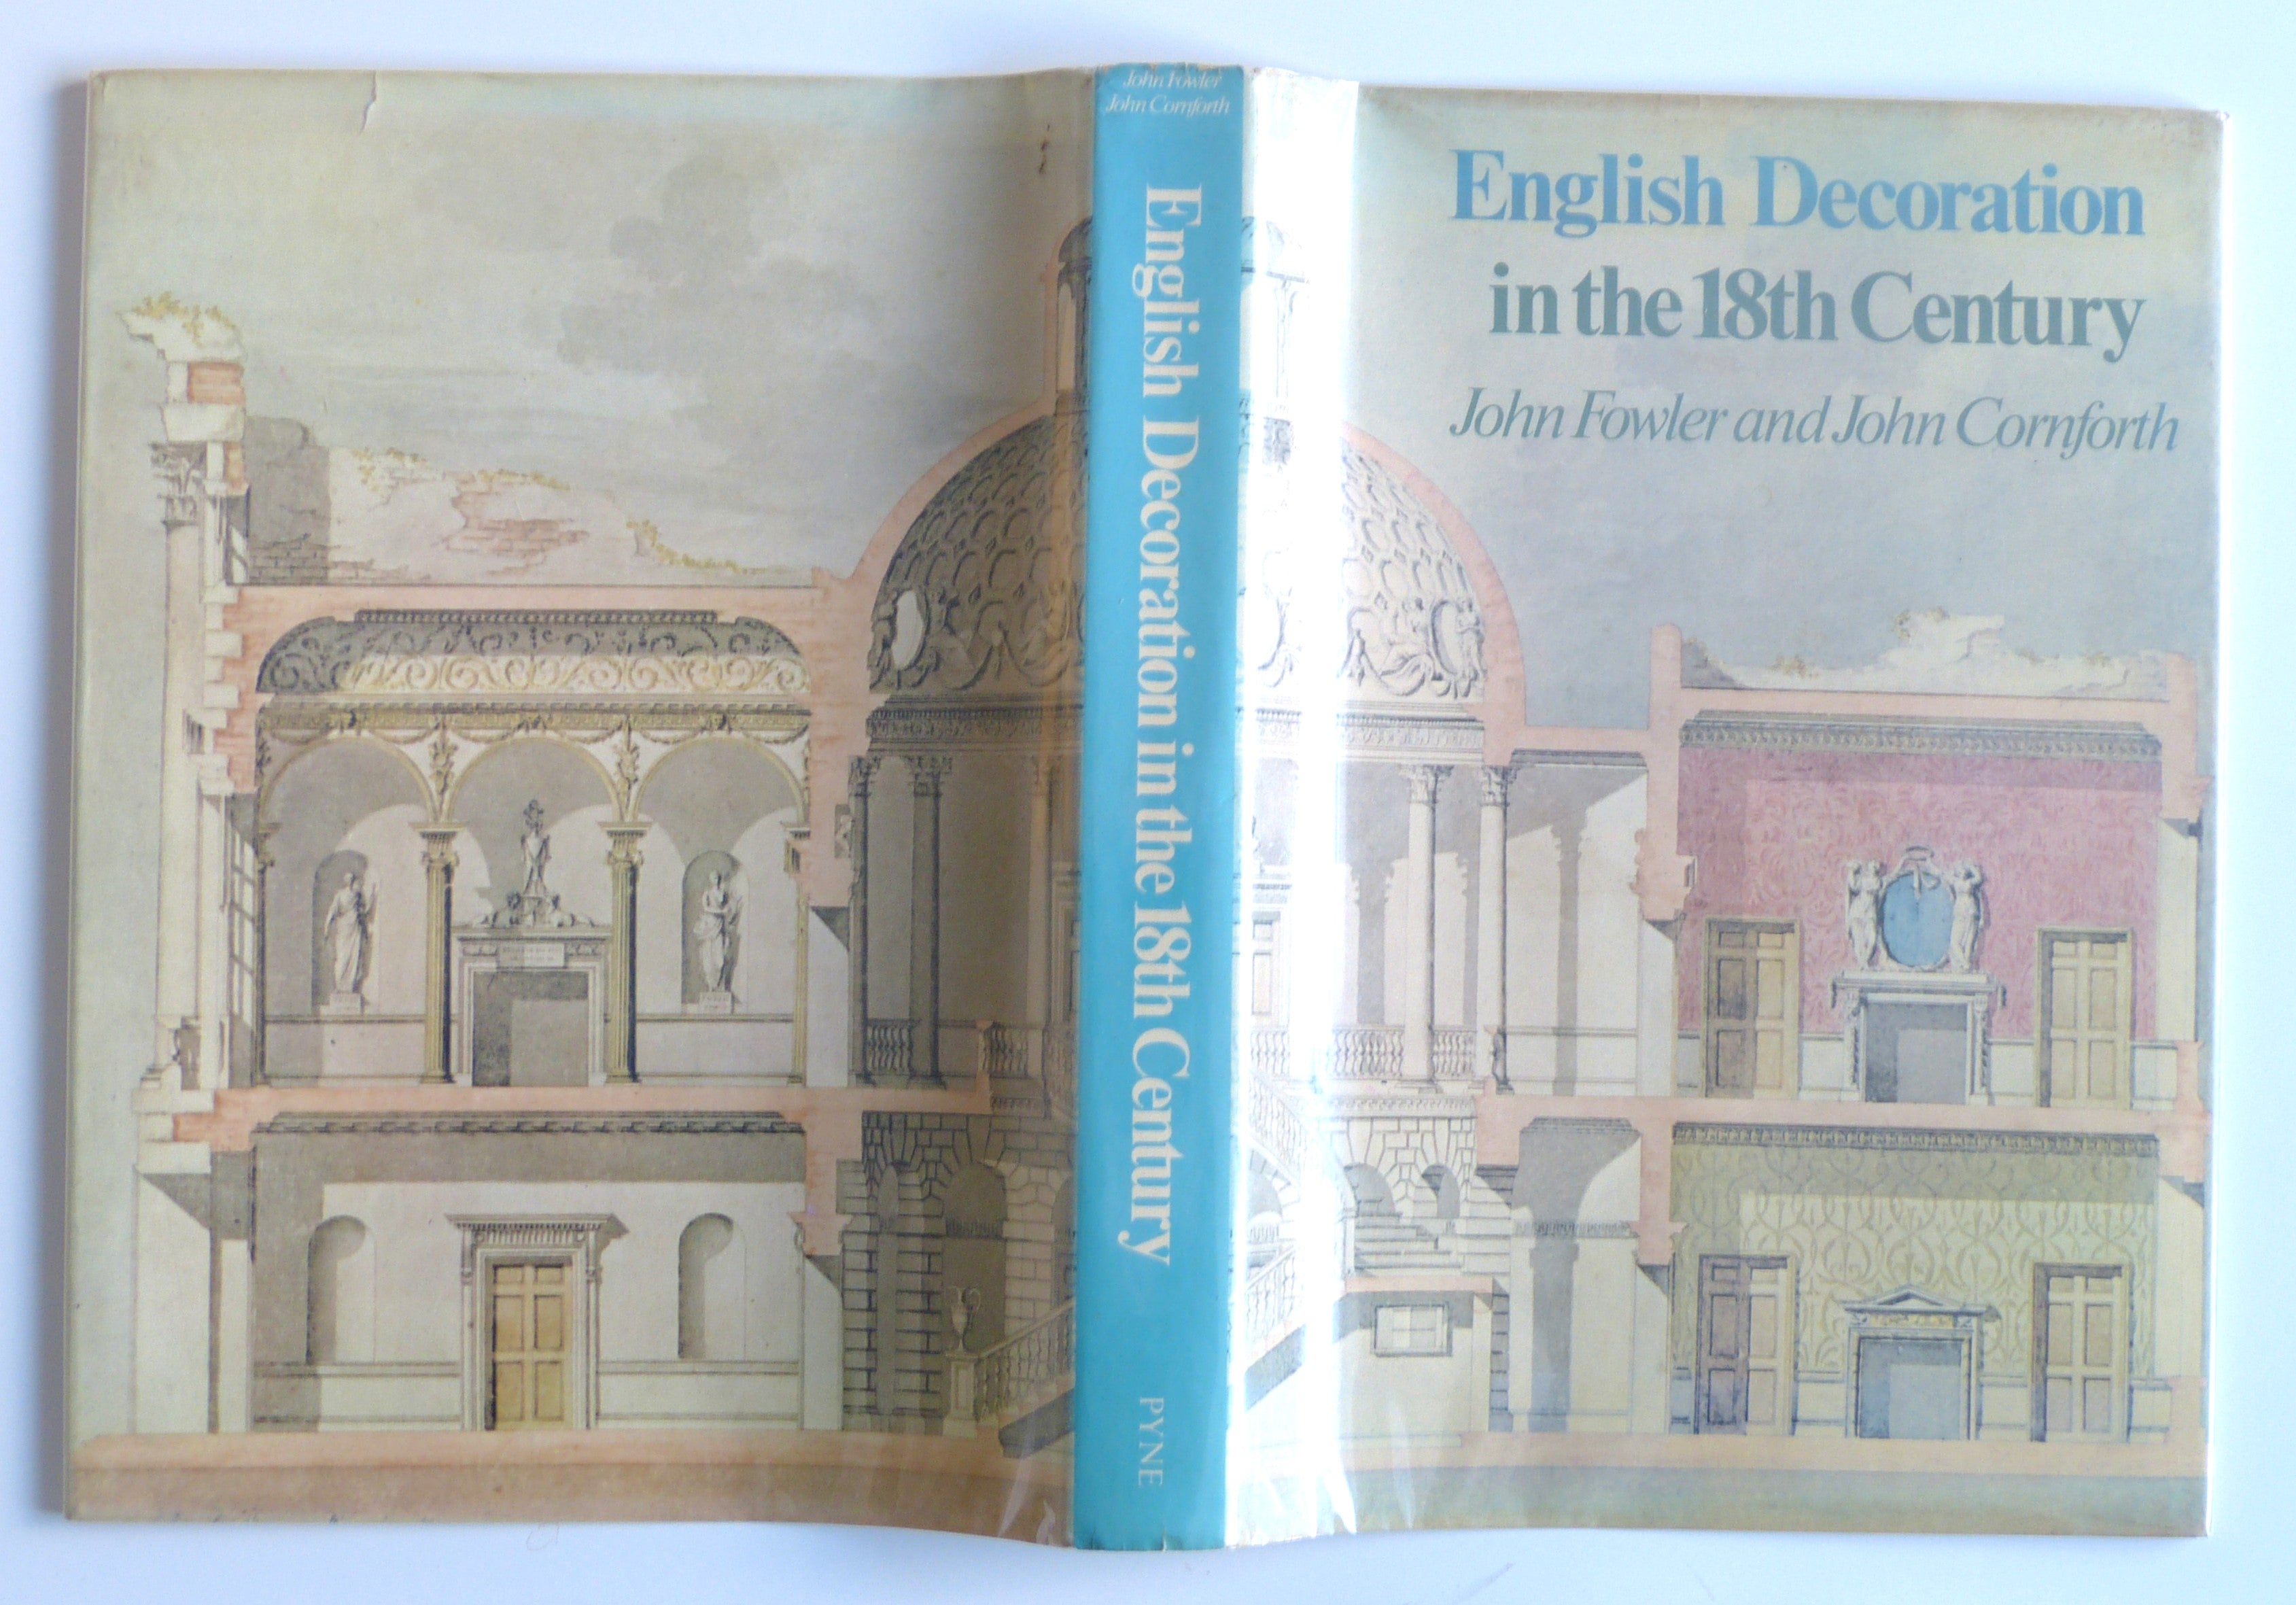 John Fowler
John Cornforth
English Decoration in the 18th Century
PYNE
English Decoration
in the 18th Century
John Fowler and John Cornforth